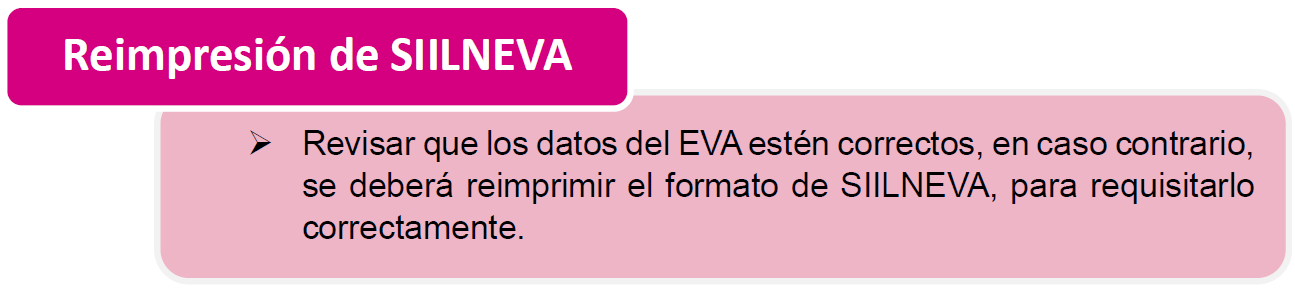 Reimpresión de SIILNEVA
➢ Revisar que los datos del EVA estén correctos, en caso contrario,
se deberá reimprimir el formato de SIILNEVA, para requisitarlo
correctamente.